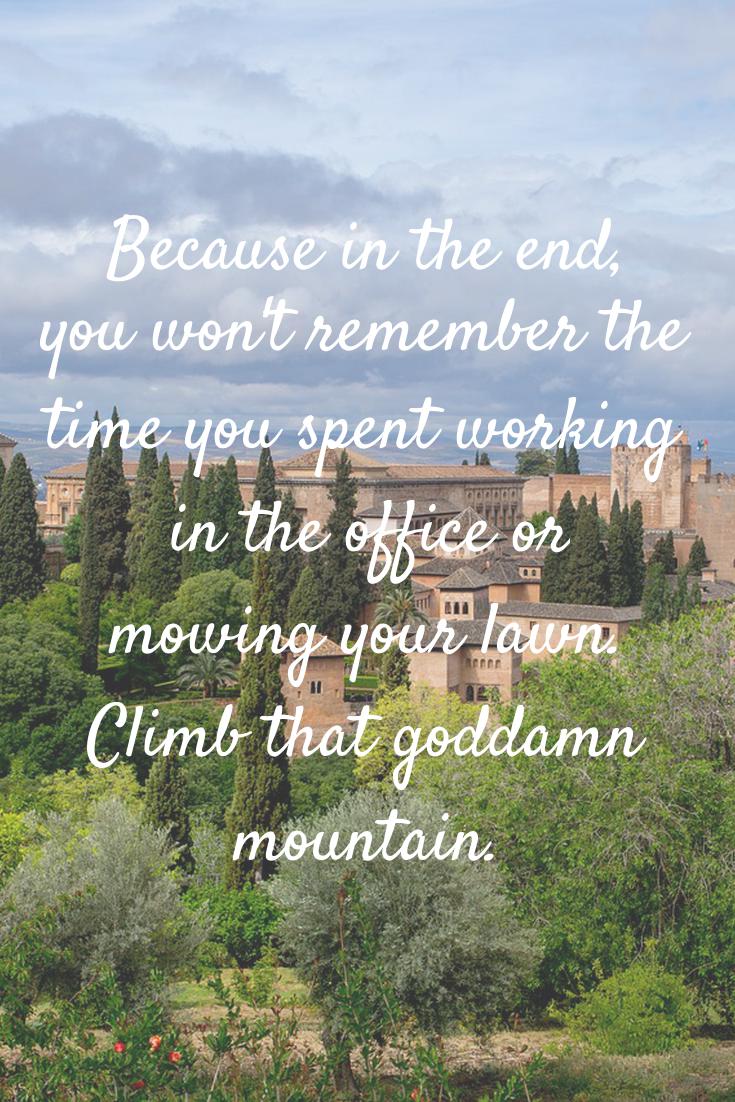 Because in the end,
you won't remember the
time you spent working
in the office or
mowing your lawn.
Climb that goddamn
mountain.